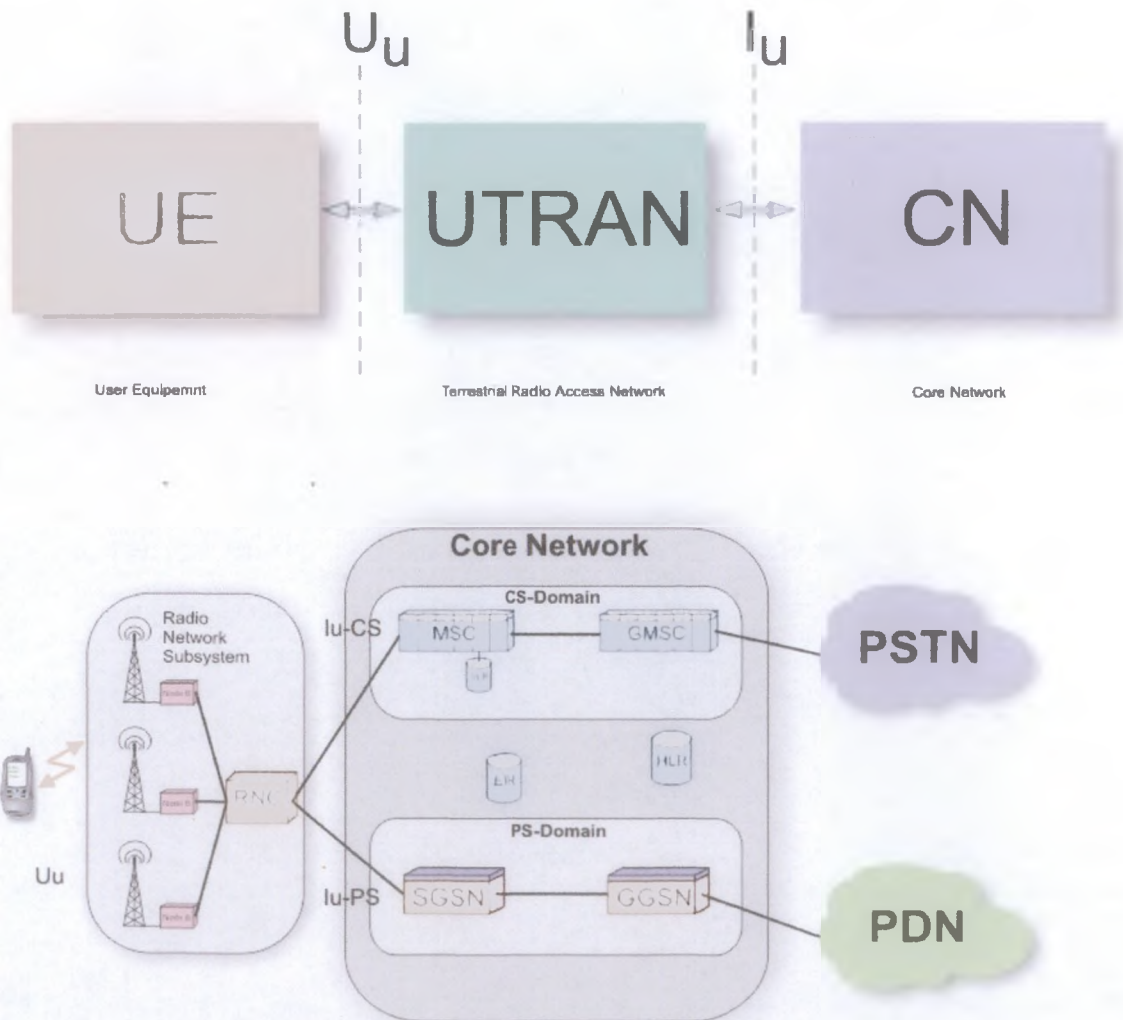 Uu
Iu
UE
UTRAN
CN
User Equipemnt
Terrestrial Radio Access Network
Core Network
Core Network
CS-Domain
Radio
Network
Subsystem
Iu-CS
MSC
GMSC
PSTN
HLR
RNC
PS-Domain
Uu
Iu-PS
SGSN
GGSN
PDN